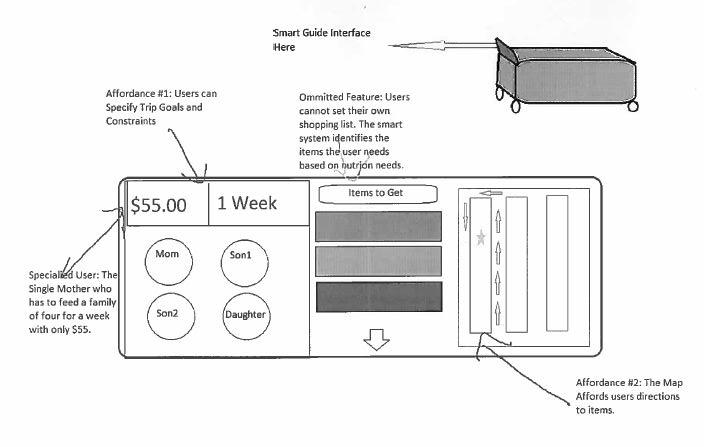 Smart Guide Interface
Here
Affordance #1: Users can
Specify Trip Goals and
Constraints
Ommitted Feature: Users
cannot set their own
shopping list. The smart
system identifies the
items the user needs
based on nutrion needs.
$55.00
1 Week
Items to Get
Mom
Son1
Son2
Daughter
Specialied User: The
Single Mother who
has to feed a family
of four for a week
with only $55.
Affordance #2: The Map
Affords users directions
to items.